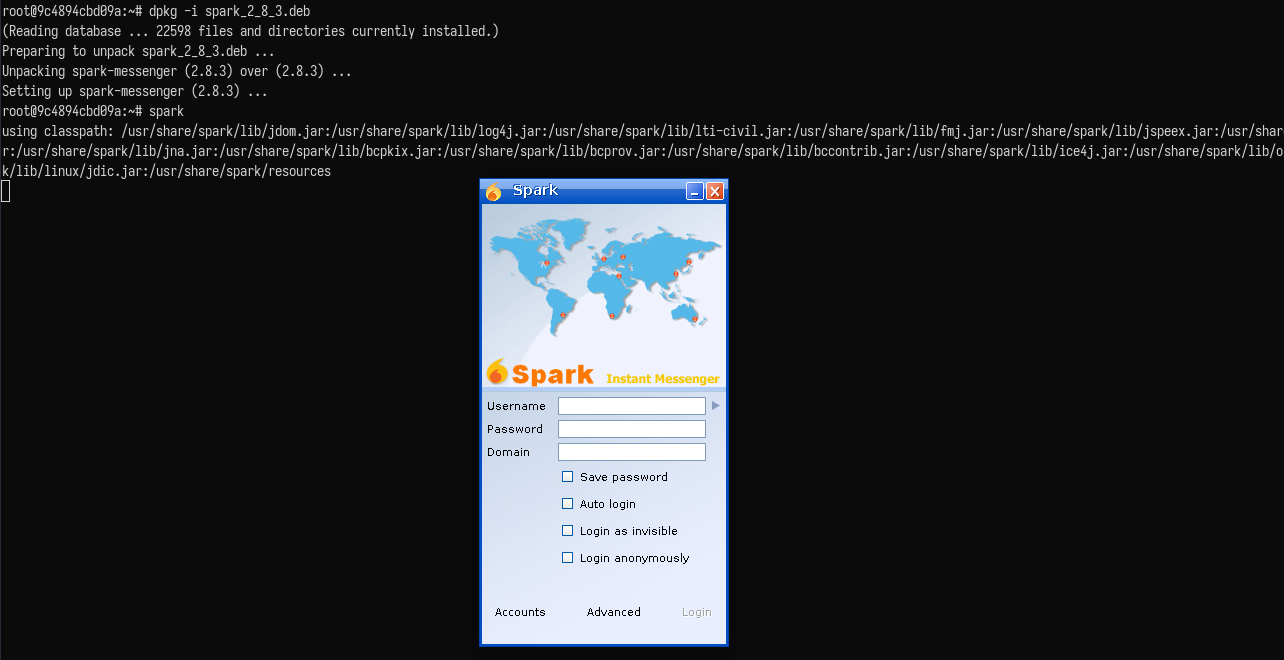 root@9c4894cbd09a:~# dpkg -i spark_2_8_3.deb
(Reading database ... 22598 files and directories currently installed.)
Preparing to unpack spark_2_8_3.deb ...
Unpacking spark-messenger (2.8.3) over (2.8.3) ...
Setting up spark-messenger (2.8.3) ...
root@9c4894cbd09a:~# spark
using classpath: /usr/share/spark/lib/jdom.jar:/usr/share/spark/lib/log4j.jar:/usr/share/spark/lib/lti-civil.jar:/usr/share/spark/lib/fmj.jar:/usr/share/spark/lib/jspeex.jar:/usr/shar
r:/usr/share/spark/lib/jna.jar:/usr/share/spark/lib/bcpkix.jar:/usr/share/spark/lib/bcprov.jar:/usr/share/spark/lib/bccontrib.jar:/usr/share/spark/lib/ice4j.jar:/usr/share/spark/lib/o
k/lib/linux/jdic.jar:/usr/share/spark/resources
Spark
Spark Instant Messenger
Username
Password
Domain
Save password
Auto login
Login as invisible
Login anonymously
Accounts Advanced Login